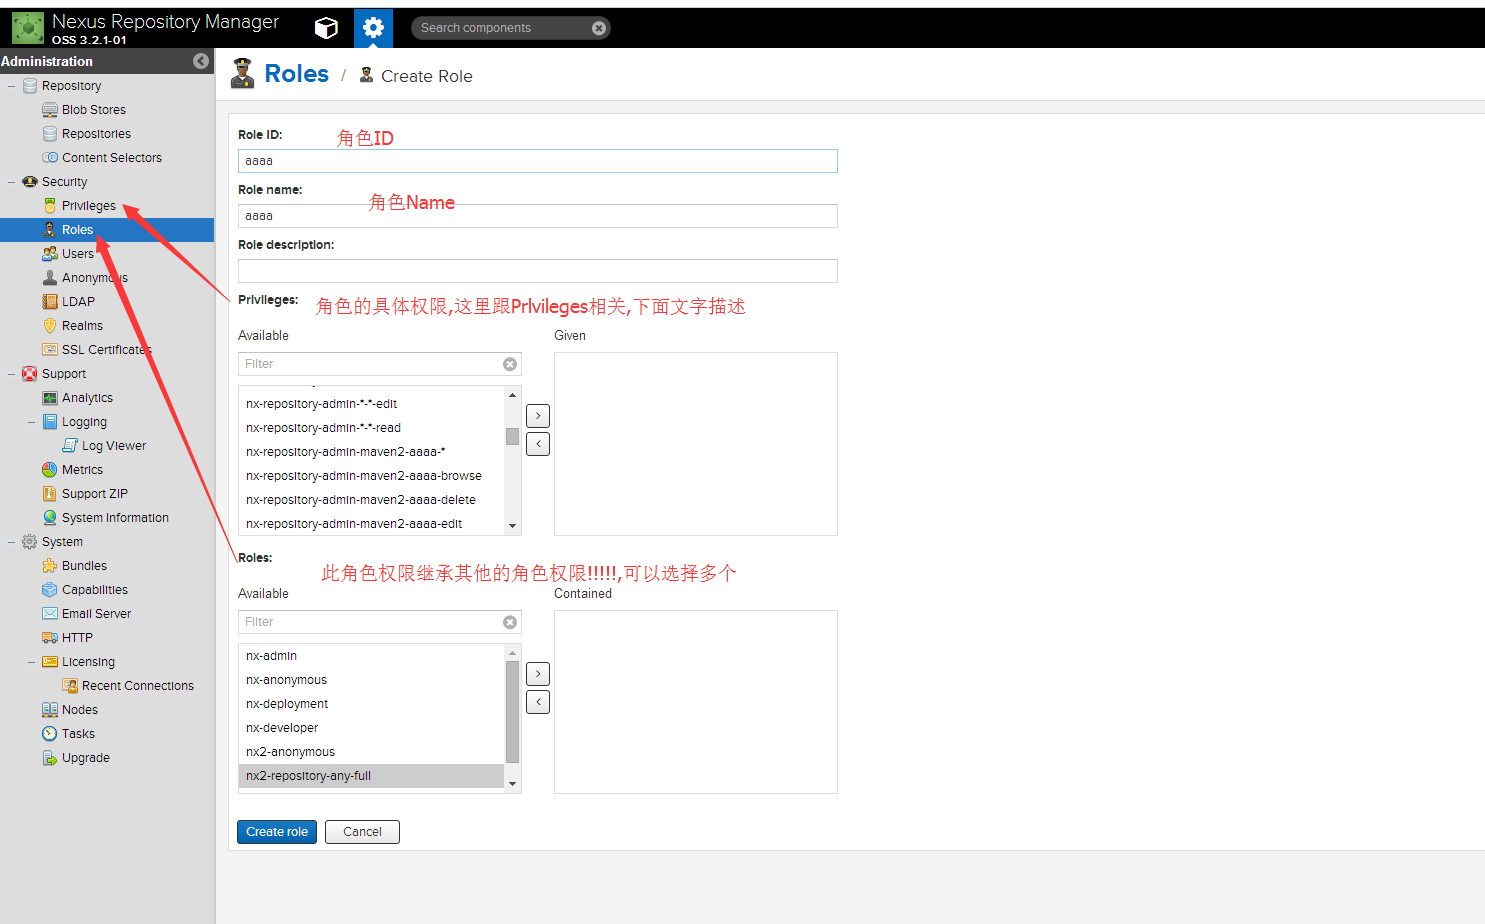 Nexus Repository Manager
OSS 3.2.1-01
Search components
Administration
Repository
Blob Stores
Repositories
Content Selectors
Security
Privileges
Roles
Users
Anonymous
LDAP
Realms
SSL Certificates
Support
Analytics
Logging
Log Viewer
Metrics
Support ZIP
System Information
System
Bundles
Capabilities
Email Server
HTTP
Licensing
Recent Connections
Nodes
Tasks
Upgrade
Roles / Create Role
Role ID:
角色ID
aaaa
Role name:
角色Name
aaaa
Role description:
Privileges:
角色的具体权限,这里跟Privileges相关,下面文字描述
Available
Given
Filter
nx-repository-admin-*-*-edit
nx-repository-admin-*-*-read
nx-repository-admin-maven2-aaaa-*
nx-repository-admin-maven2-aaaa-browse
nx-repository-admin-maven2-aaaa-delete
nx-repository-admin-maven2-aaaa-edit
>
<
Roles:
此角色权限继承其他的角色权限!!!!!,可以选择多个
Available
Contained
Filter
nx-admin
nx-anonymous
nx-deployment
nx-developer
nx2-anonymous
nx2-repository-any-full
>
<
Create role
Cancel